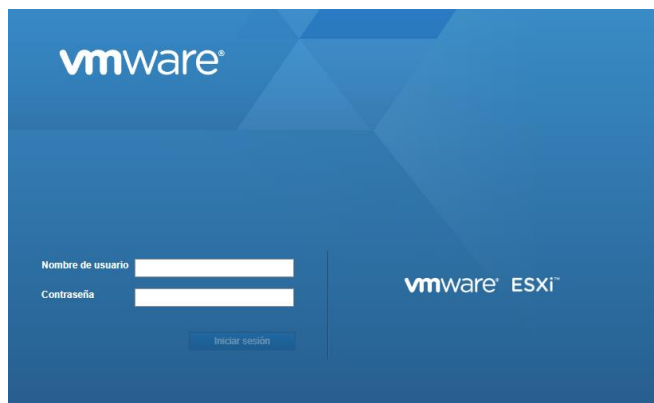 vmware®
Nombre de usuario
Contraseña
vmware® ESXi™
Iniciar sesión